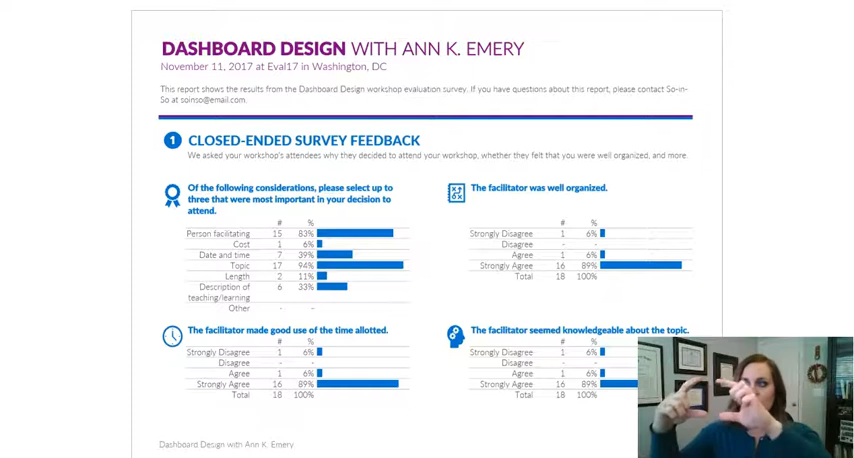 DASHBOARD DESIGN WITH ANN K. EMERY
November 11, 2017 at Eval17 in Washington, DC
This report shows the results from the Dashboard Design workshop evaluation survey. If you have questions about this report, please contact So-in-
So at soinso@email.com.
1 CLOSED-ENDED SURVEY FEEDBACK
We asked your workshop's attendees why they decided to attend your workshop, whether they felt that you were well organized, and more.
Of the following considerations, please select up to
three that were most important in your decision to
attend.
# %
Person facilitating 15 83%
Cost 1 6%
Date and time 7 39%
Topic 17 94%
Length 2 11%
Description of 6 33%
teaching/learning
Other - -
The facilitator was well organized.
# %
Strongly Disagree 1 6%
Disagree - -
Agree 1 6%
Strongly Agree 16 89%
Total 18 100%
The facilitator made good use of the time allotted.
# %
Strongly Disagree 1 6%
Disagree - -
Agree 1 6%
Strongly Agree 16 89%
Total 18 100%
The facilitator seemed knowledgeable about the topic.
# %
Strongly Disagree 1 6%
Disagree - -
Agree 1 6%
Strongly Agree 16 89%
Total 18 100%
Dashboard Design with Ann K. Emery